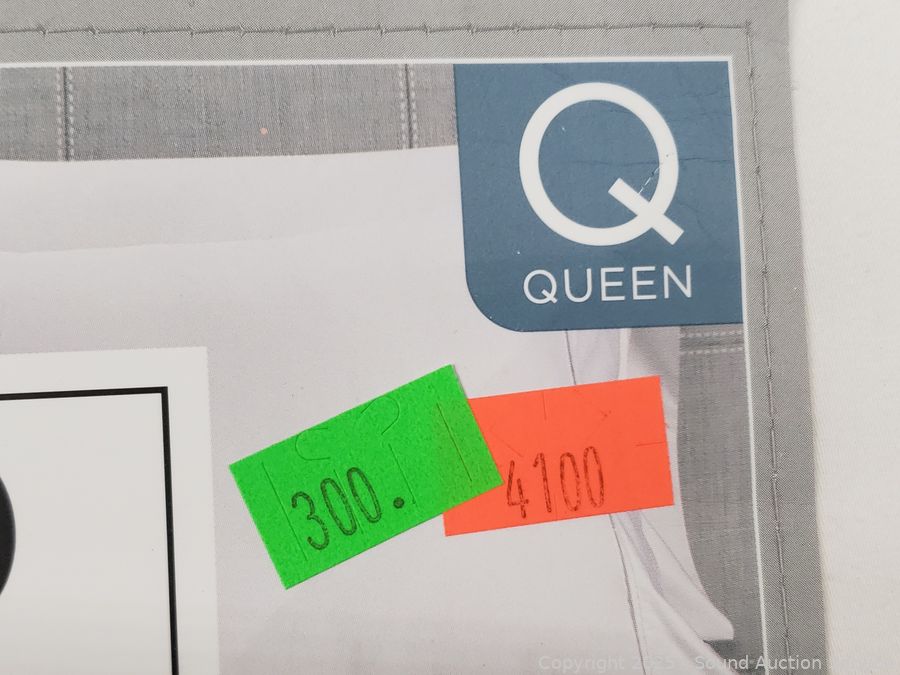 Q
QUEEN
300.
4100
Copyright 2025 Sound Auction